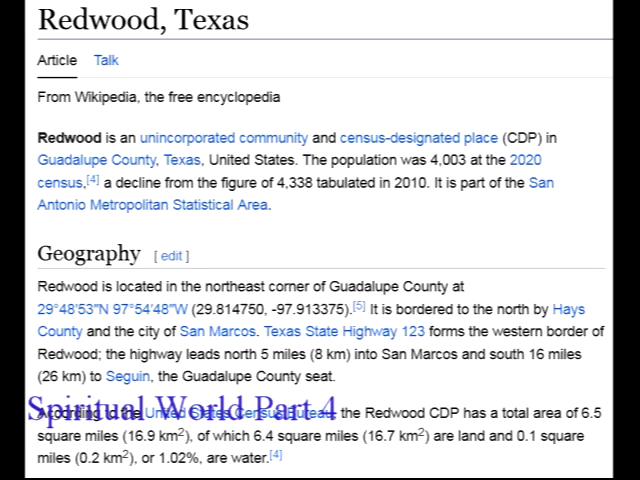 Redwood, Texas
Article Talk
From Wikipedia, the free encyclopedia
Redwood is an unincorporated community and census-designated place (CDP) in
Guadalupe County, Texas, United States. The population was 4,003 at the 2020
census,[4] a decline from the figure of 4,338 tabulated in 2010. It is part of the San
Antonio Metropolitan Statistical Area.
Geography [ edit ]
Redwood is located in the northeast corner of Guadalupe County at
29°48′53″N 97°54′48″W (29.814750, -97.913375).[5] It is bordered to the north by Hays
County and the city of San Marcos. Texas State Highway 123 forms the western border of
Redwood; the highway leads north 5 miles (8 km) into San Marcos and south 16 miles
(26 km) to Seguin, the Guadalupe County seat.
Spiritual World Part 4
According to the United States Census Bureau, the Redwood CDP has a total area of 6.5
square miles (16.9 km²), of which 6.4 square miles (16.7 km²) are land and 0.1 square
miles (0.2 km²), or 1.02%, are water.[4]